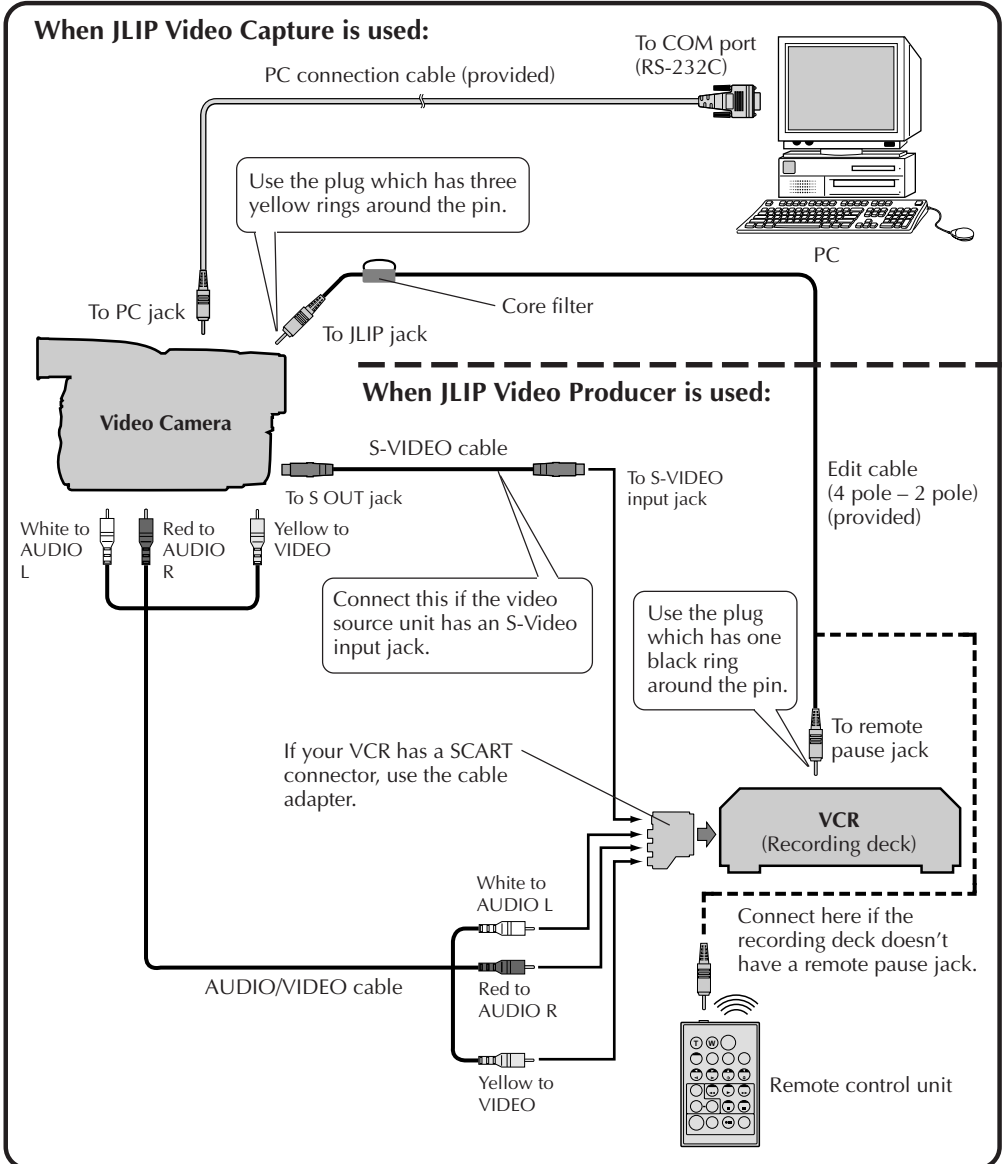 When JLIP Video Capture is used:
To COM port
(RS-232C)
PC connection cable (provided)
Use the plug which has three
yellow rings around the pin.
PC
To PC jack
Core filter
To JLIP jack
When JLIP Video Producer is used:
Video Camera
S-VIDEO cable
To S OUT jack
To S-VIDEO
input jack
Edit cable
(4 pole – 2 pole)
(provided)
White to
AUDIO
L
Red to
AUDIO
R
Yellow to
VIDEO
Connect this if the video
source unit has an S-Video
input jack.
Use the plug
which has one
black ring
around the pin.
To remote
pause jack
If your VCR has a SCART
connector, use the cable
adapter.
VCR
(Recording deck)
White to
AUDIO L
Connect here if the
recording deck doesn't
have a remote pause jack.
AUDIO/VIDEO cable
Red to
AUDIO R
T W
Yellow to
VIDEO
Remote control unit